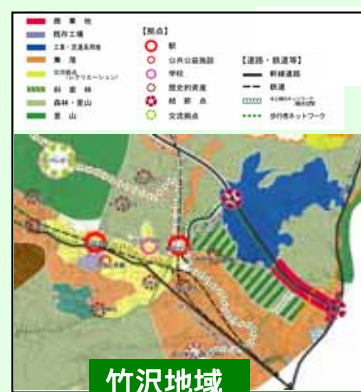 商業地
既存工場
工業・流通系用地
集落
交流拠点
(レクリエーション)
斜面林
森林・里山
里山
【拠点】
駅
公共公益施設
学校
歴史的資産
結節点
交流拠点
【道路・鉄道等】
幹線道路
鉄道
歩行者ネットワーク
竹沢地域